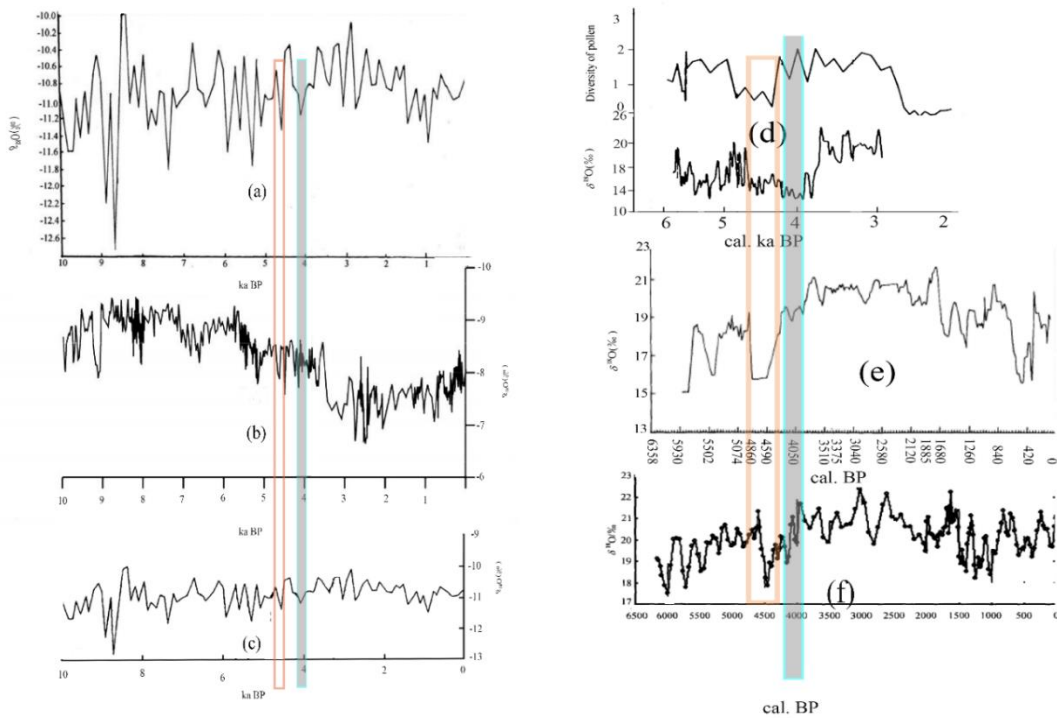 -10.0
-10.2
-10.4
-10.6
-10.8
-11.0
-11.2
-11.4
-11.6
-11.8
-12.0
-12.2
-12.4
-12.6
(a)
10 9 8 7 6 5 4 3 2 1
ka BP
-10
-9
-8
-7
-6
(b)
10 9 8 7 6 5 4 3 2 1 0
ka BP
-9
-10
-11
-12
-13
(c)
10 8 6 4 2 0
ka BP
Diversity of pollen
3
2
1
0
(d)
δ¹⁸O(‰)
26
20
18
14
10
6 5 4 3 2
cal. ka BP
δ¹⁸O(‰)
23
21
19
17
15
13
(e)
6358 5930 5502 5074 4860 4590 4050 3510 3375 3040 2580 2120 1885 1680 1260 840 420 0
cal. BP
δ¹⁸O/‰
23
22
21
20
19
18
17
(f)
6500 6000 5500 5000 4500 4000 3500 3000 2500 2000 1500 1000 500 0
cal. BP